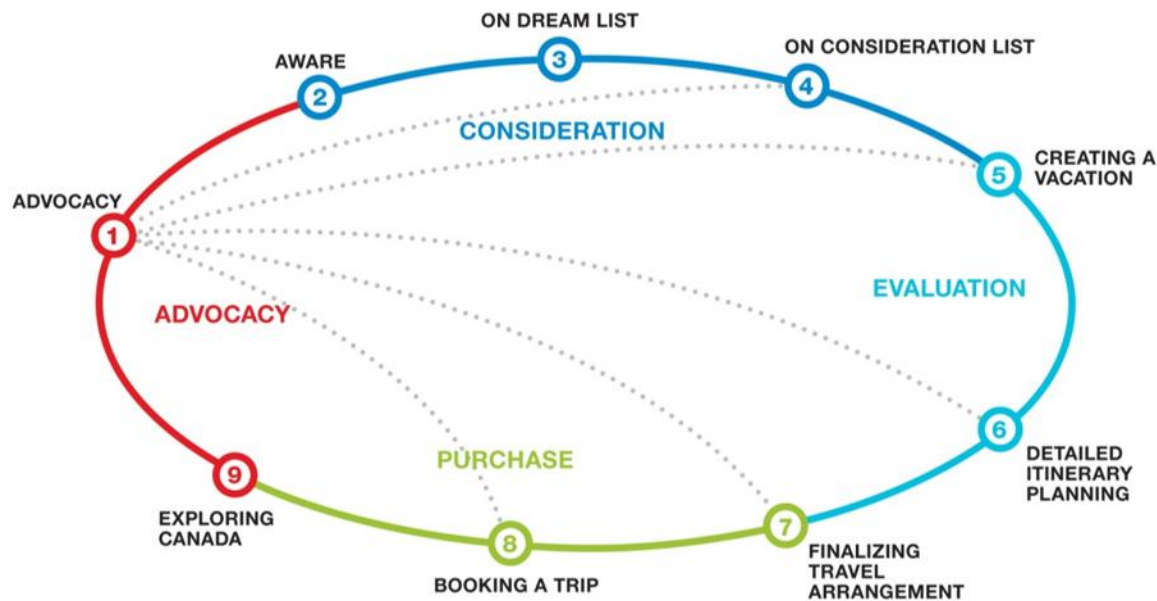 ON DREAM LIST
ON CONSIDERATION LIST
AWARE
3
4
2
CONSIDERATION
CREATING A
VACATION
5
ADVOCACY
1
EVALUATION
ADVOCACY
6
DETAILED
ITINERARY
PLANNING
PURCHASE
9
EXPLORING
CANADA
7
8
FINALIZING
TRAVEL
ARRANGEMENT
BOOKING A TRIP